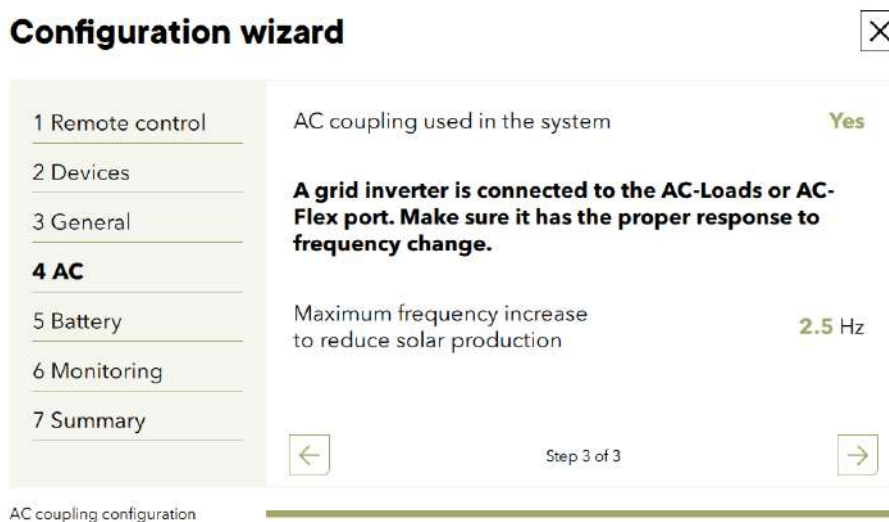 Configuration wizard
1 Remote control
2 Devices
3 General
4 AC
5 Battery
6 Monitoring
7 Summary
AC coupling used in the system Yes
A grid inverter is connected to the AC-Loads or AC-
Flex port. Make sure it has the proper response to
frequency change.
Maximum frequency increase
to reduce solar production 2.5 Hz
Step 3 of 3
AC coupling configuration